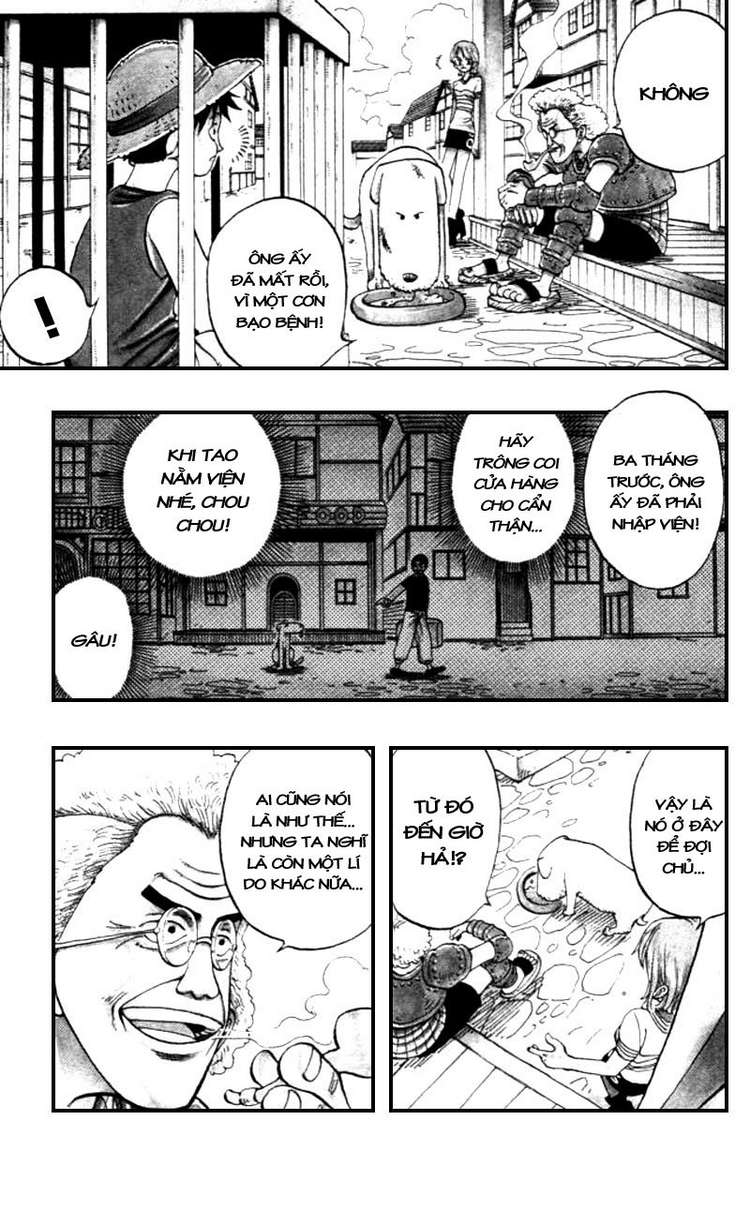 KHÔNG
ÔNG ẤY
ĐÃ MẤT RỒI,
VÌ MỘT CƠN
BẠO BỆNH!
!
BA THÁNG
TRƯỚC, ÔNG
ẤY ĐÃ PHẢI
NHẬP VIỆN!
HÃY
TRÔNG COI
CỬA HÀNG
CHO CẨN
THẬN...
KHI TAO
NẰM VIỆN
NHÉ, CHOU
CHOU!
GÂU!
VẬY LÀ
NÓ Ở ĐÂY
ĐỂ ĐỢI
CHỦ...
TỪ ĐÓ
ĐẾN GIỜ
HẢ!?
AI CŨNG NÓI
LÀ NHƯ THẾ...
NHƯNG TA NGHĨ
LÀ CÒN MỘT LÍ
DO KHÁC NỮA...